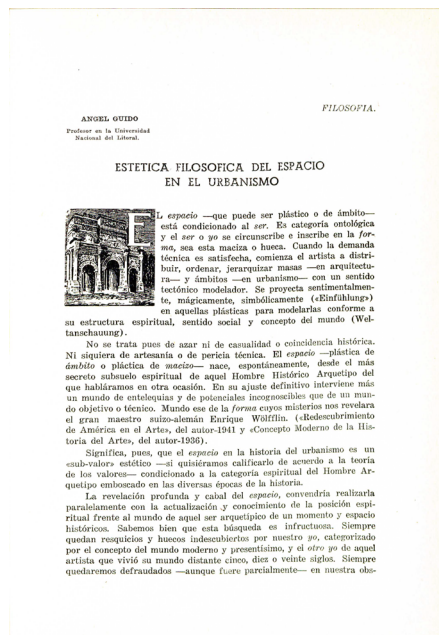 FILOSOFIA.
ANGEL GUIDO
Profesor en la Universidad
Nacional del Litoral.
ESTETICA FILOSOFICA DEL ESPACIO
EN EL URBANISMO
EL espacio —que puede ser plástico o de ámbito—
está condicionado al ser. Es categoría ontológica
y el ser o yo se circunscribe e inscribe en la for-
ma, sea esta maciza o hueca. Cuando la demanda
técnica es satisfecha, comienza el artista a distri-
buir, ordenar, jerarquizar masas —en arquitectu-
ra— y ámbitos —en urbanismo— con un sentido
tectónico modelador. Se proyecta sentimentalmen-
te, mágicamente, simbólicamente («Einfühlung»)
en aquellas plásticas para modelarlas conforme a
su estructura espiritual, sentido social y concepto del mundo (Wel-
tanschauung).
No se trata pues de azar ni de casualidad o coincidencia histórica.
Ni siquiera de artesanía o de pericia técnica. El espacio —plástica de
ámbito o pláctica de macizo— nace, espontáneamente, desde el más
secreto subsuelo espiritual de aquel Hombre Histórico Arquetipo del
que habláramos en otra ocasión. En su ajuste definitivo interviene más
un mundo de entelequias y de potenciales incognoscibles que de un mun-
do objetivo o técnico. Mundo ese de la forma cuyos misterios nos revelara
el gran maestro suizo-alemán Enrique Wölfflin. («Redescubrimiento
de América en el Arte», del autor-1941 y «Concepto Moderno de la His-
toria del Arte», del autor-1936).
Significa, pues, que el espacio en la historia del urbanismo es un
«sub-valor» estético —si quisiéramos calificarlo de acuerdo a la teoría
de los valores— condicionado a la categoría espiritual del Hombre Ar-
quetipo emboscado en las diversas épocas de la historia.
La revelación profunda y cabal del espacio, convendría realizarla
paralelamente con la actualización y conocimiento de la posición espi-
ritual frente al mundo de aquel ser arquetípico de un momento y espacio
históricos. Sabemos bien que esta búsqueda es infructuosa. Siempre
quedan resquicios y huecos indescubiertos por nuestro yo, categorizado
por el concepto del mundo moderno y presentísimo, y el otro yo de aquel
artista que vivió su mundo distante cinco, diez o veinte siglos. Siempre
quedaremos defraudados —aunque fuere parcialmente— en nuestra obs-